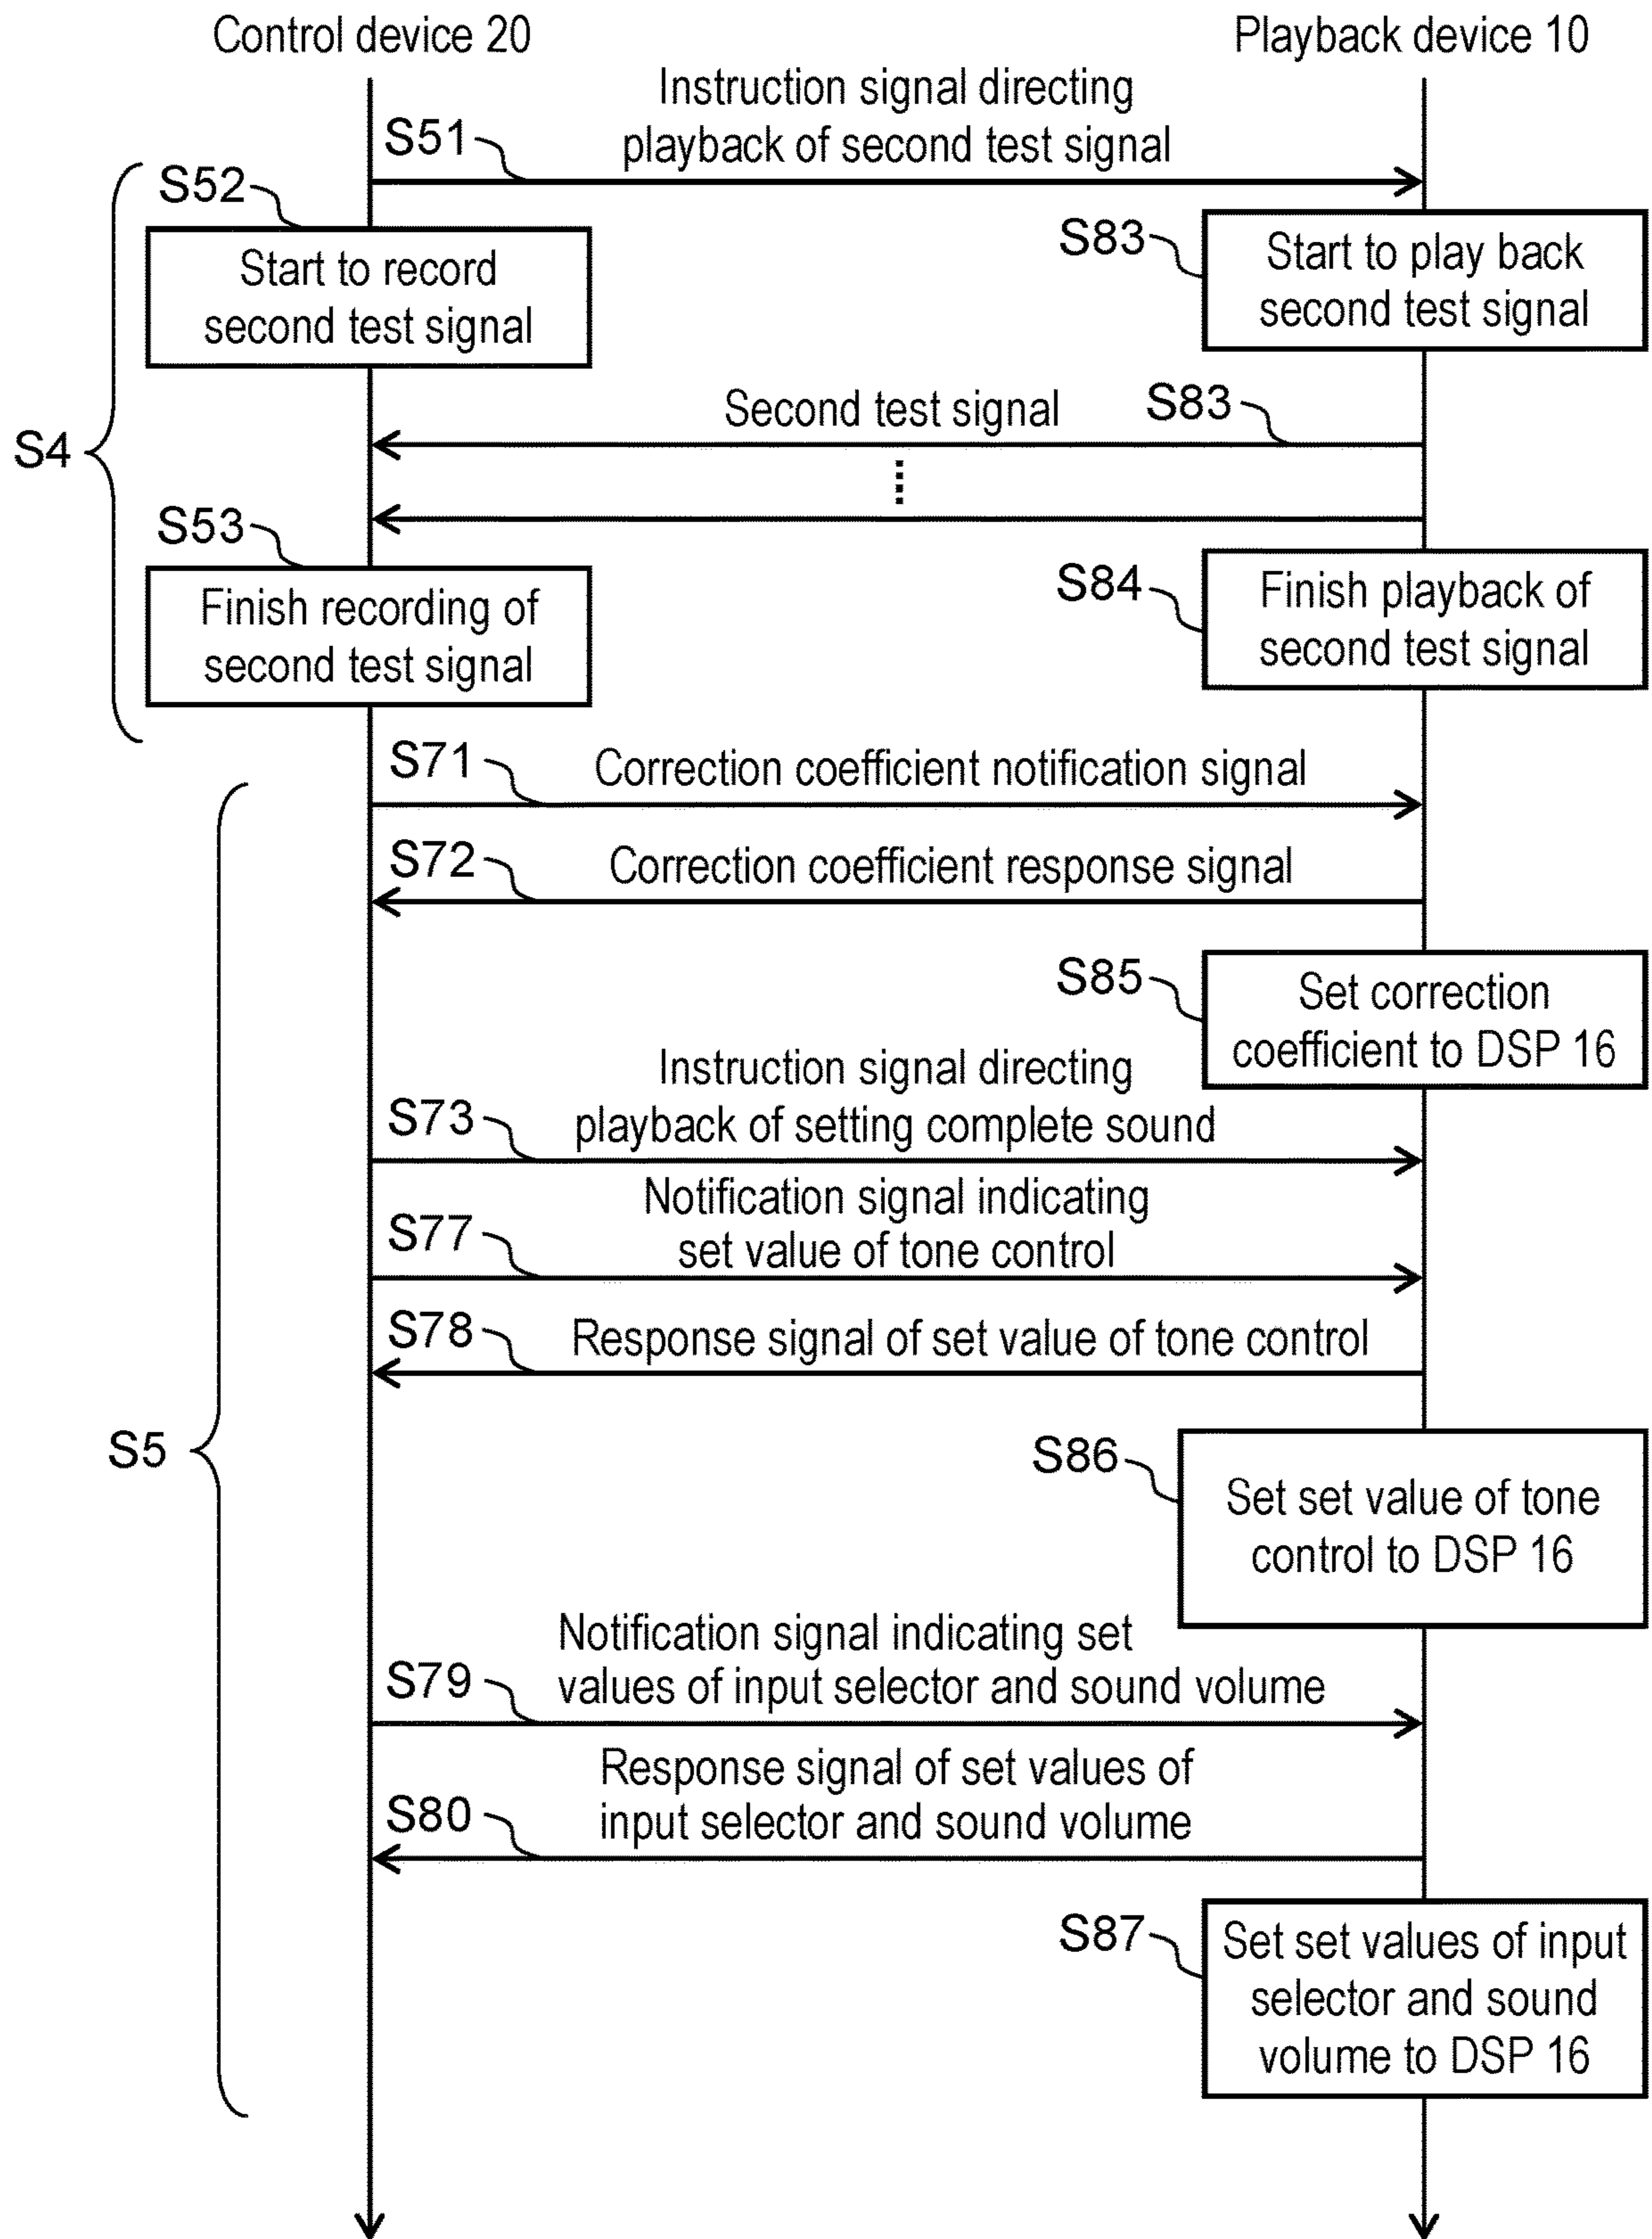 Control device 20
Playback device 10
Instruction signal directing
S51
playback of second test signal
S52
S83
Start to record
second test signal
Start to play back
second test signal
Second test signal
S83
S4
S53
S84
Finish recording of
second test signal
Finish playback of
second test signal
S71
Correction coefficient notification signal
S72
Correction coefficient response signal
S85
Set correction
coefficient to DSP 16
Instruction signal directing
S73
playback of setting complete sound
Notification signal indicating
S77
set value of tone control
S78
Response signal of set value of tone control
S5
S86
Set set value of tone
control to DSP 16
Notification signal indicating set
S79
values of input selector and sound volume
Response signal of set values of
S80
input selector and sound volume
S87
Set set values of input
selector and sound
volume to DSP 16